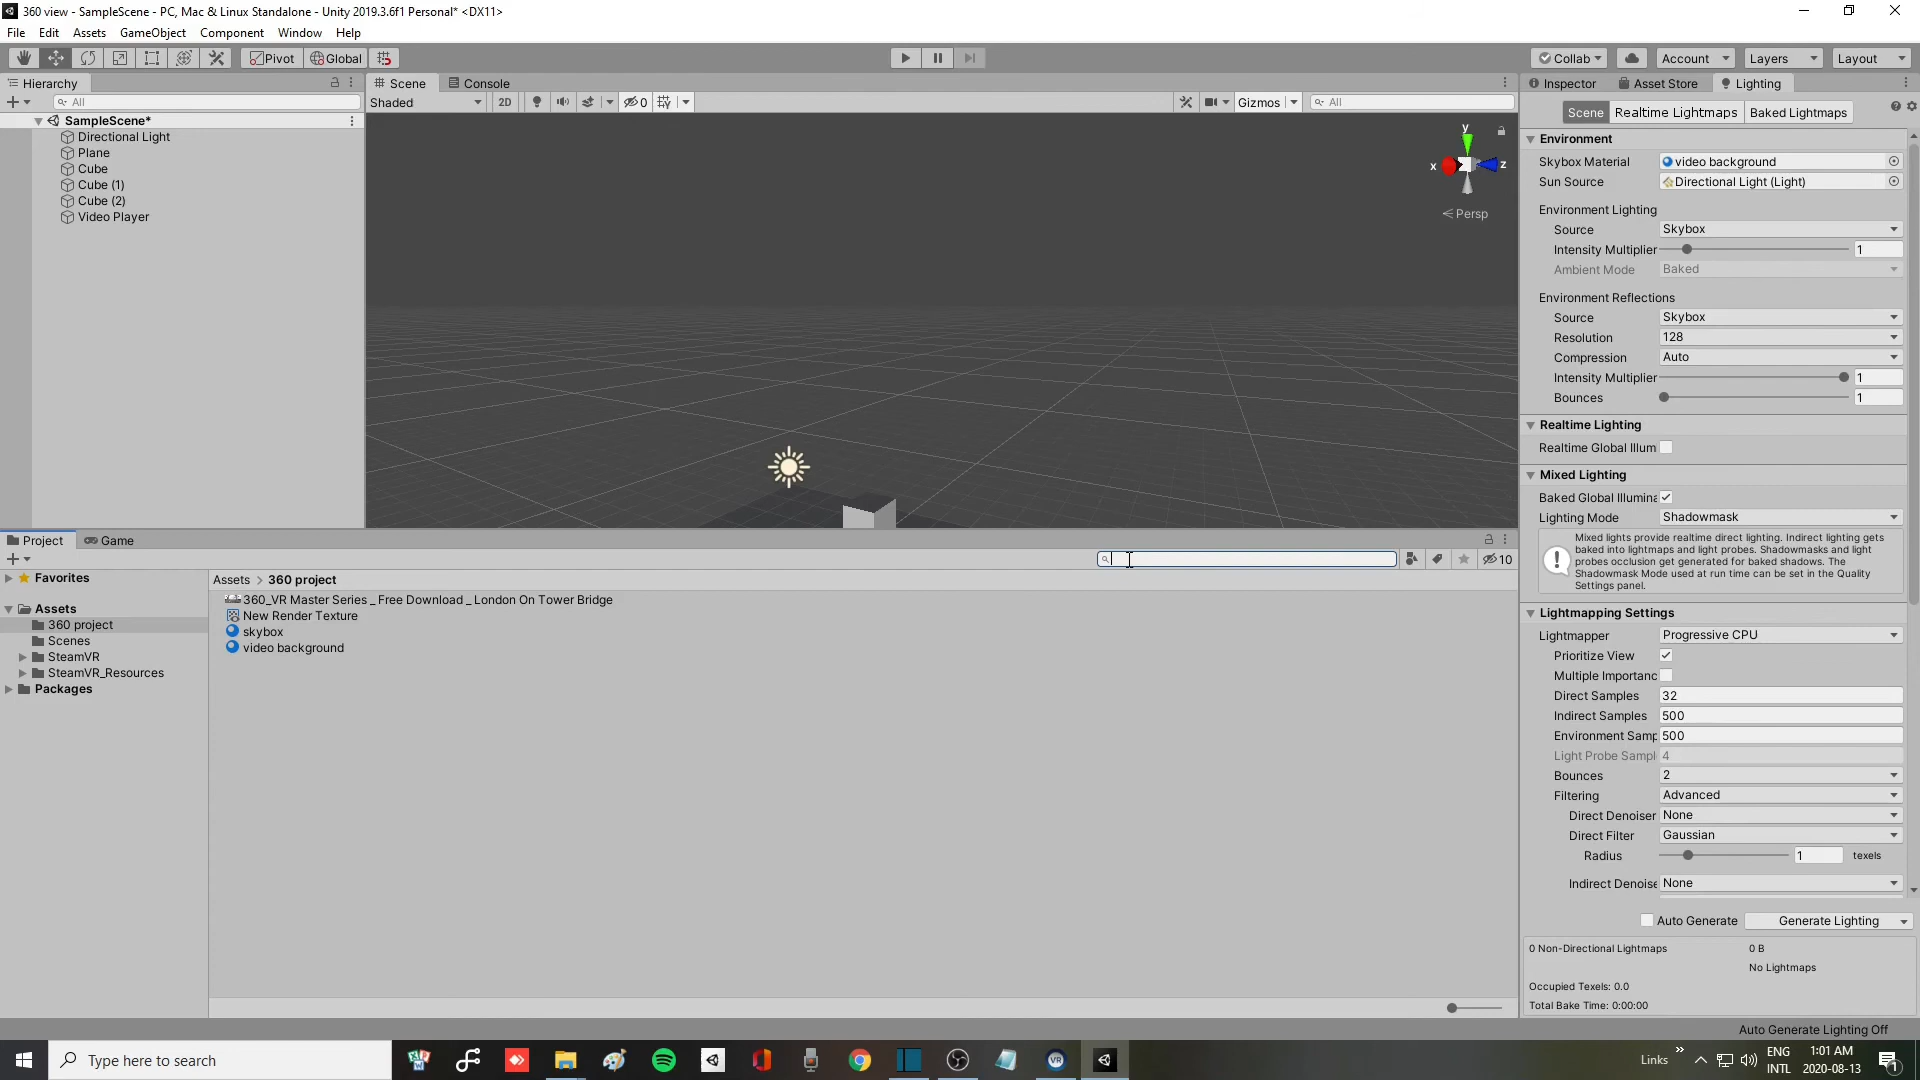 360 view - SampleScene - PC, Mac & Linux Standalone - Unity 2019.3.6f1 Personal* <DX11>
File Edit Assets GameObject Component Window Help
Pivot Global Collab Account Layers Layout
Hierarchy
All
SampleScene*
Directional Light
Plane
Cube
Cube (1)
Cube (2)
Video Player
Scene Console
Shaded 2D 0 Gizmos All
y
x
z
Persp
Inspector Asset Store Lighting
Scene Realtime Lightmaps Baked Lightmaps
Environment
Skybox Material video background
Sun Source Directional Light (Light)
Environment Lighting
Source Skybox
Intensity Multiplier 1
Ambient Mode Baked
Environment Reflections
Source Skybox
Resolution 128
Compression Auto
Intensity Multiplier 1
Bounces 1
Realtime Lighting
Realtime Global Illum
Mixed Lighting
Baked Global Illumina
Lighting Mode Shadowmask
Mixed lights provide realtime direct lighting. Indirect lighting gets
baked into lightmaps and light probes. Shadowmasks and light
probes occlusion get generated for baked shadows. The
Shadowmask Mode used at run time can be set in the Quality
Settings panel.
Lightmapping Settings
Lightmapper Progressive CPU
Prioritize View
Multiple Importanc
Direct Samples 32
Indirect Samples 500
Environment Samp 500
Light Probe Sampl 4
Bounces 2
Filtering Advanced
Direct Denoiser None
Direct Filter Gaussian
Radius 1 texels
Indirect Denoise None
Auto Generate Generate Lighting
0 Non-Directional Lightmaps 0 B
No Lightmaps
Occupied Texels: 0.0
Total Bake Time: 0:00:00
Auto Generate Lighting Off
Project Game
10
Favorites
Assets
360 project
Scenes
SteamVR
SteamVR_Resources
Packages
Assets > 360 project
360_VR Master Series _ Free Download _ London On Tower Bridge
New Render Texture
skybox
video background
Type here to search
VR
Links
ENG
INTL
1:01 AM
2020-08-13
1